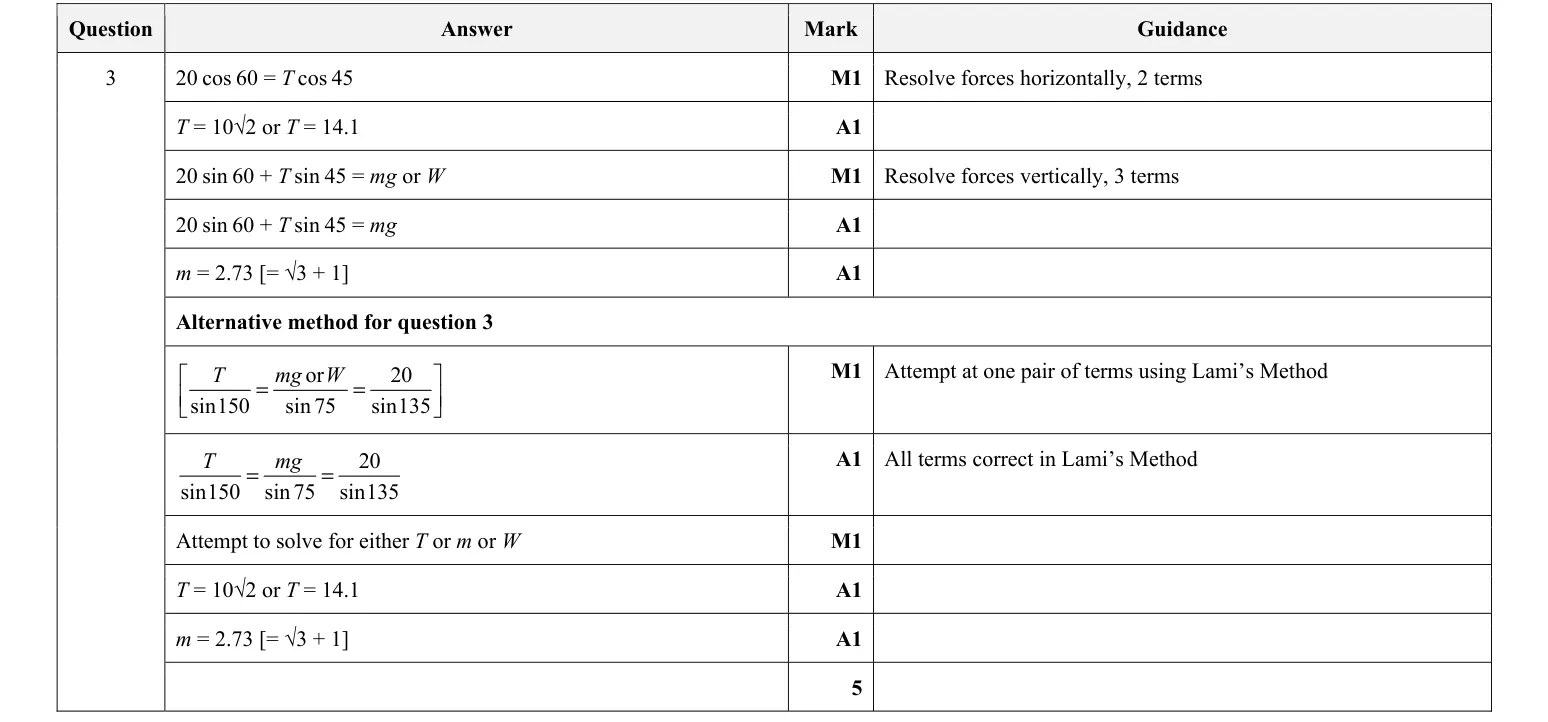 Question Answer Mark Guidance
3 20 cos 60 = T cos 45 M1 Resolve forces horizontally, 2 terms
T = 10√2 or T = 14.1 A1
20 sin 60 + T sin 45 = mg or W M1 Resolve forces vertically, 3 terms
20 sin 60 + T sin 45 = mg A1
m = 2.73 [= √3 + 1] A1
Alternative method for question 3
[T/sin150 = mg or W/sin 75 = 20/sin135] M1 Attempt at one pair of terms using Lami’s Method
T/sin150 = mg/sin 75 = 20/sin135 A1 All terms correct in Lami’s Method
Attempt to solve for either T or m or W M1
T = 10√2 or T = 14.1 A1
m = 2.73 [= √3 + 1] A1
5